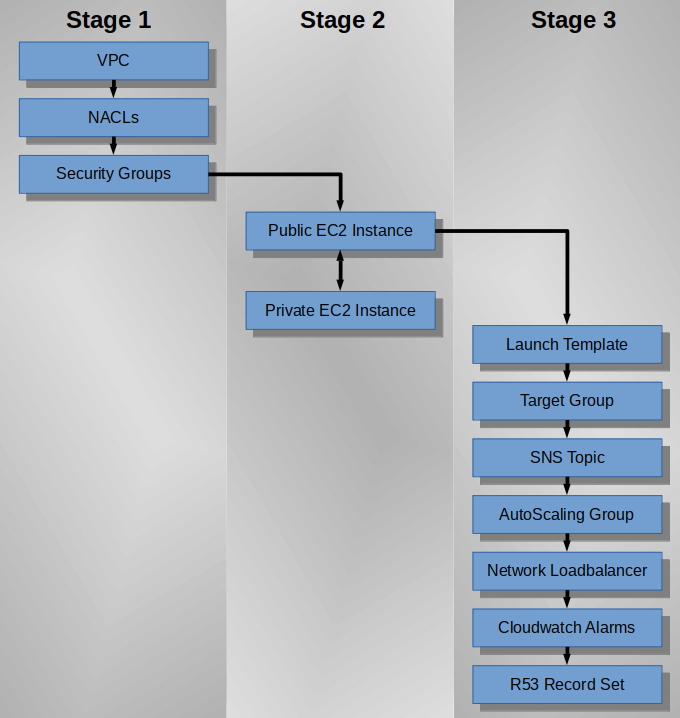 Stage 1
VPC
NACLs
Security Groups
Stage 2
Public EC2 Instance
Private EC2 Instance
Stage 3
Launch Template
Target Group
SNS Topic
AutoScaling Group
Network Loadbalancer
Cloudwatch Alarms
R53 Record Set